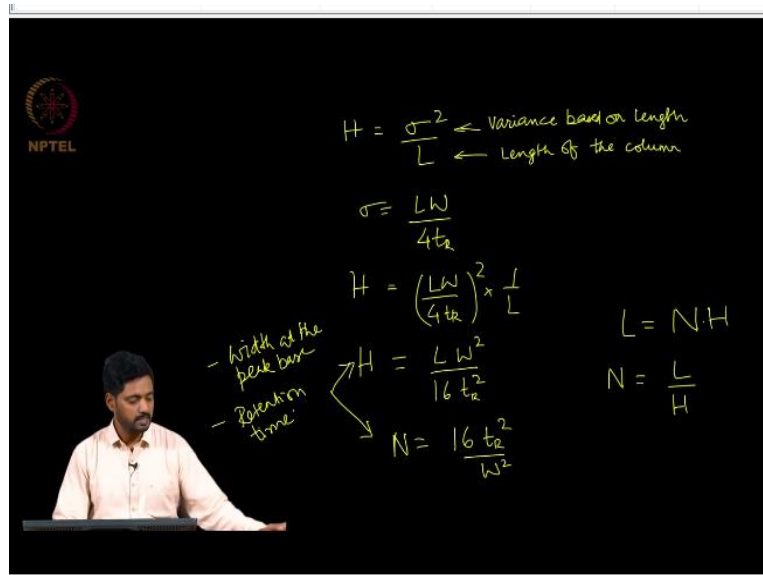 NPTEL
H = σ² / L ← Variance based on length
← Length of the column
σ = LW / 4tR
H = (LW / 4tR)² × 1/L
- Width at the peak base
- Retention time
H = L W² / 16 tR²
N = 16 tR² / W²
L = N·H
N = L / H